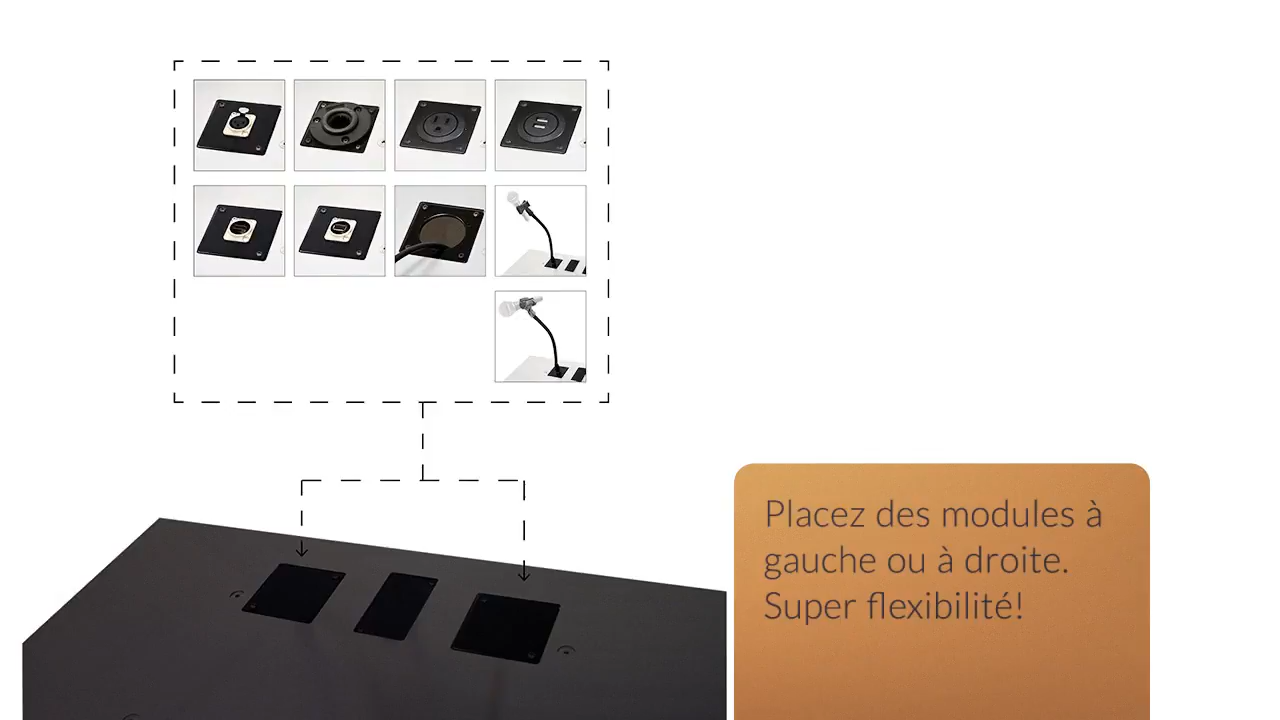 Placez des modules à
gauche ou à droite.
Super flexibilité!